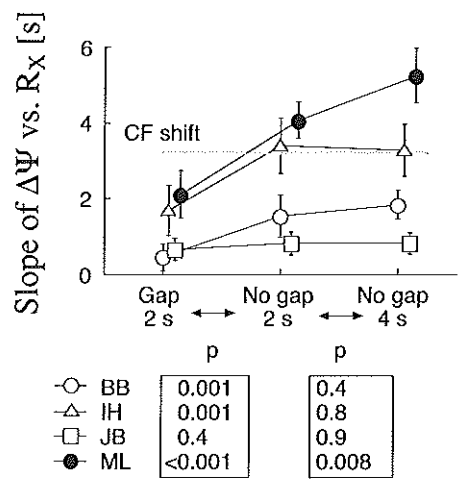 Slope of ΔΨ vs. Rₓ [s]
6
4
2
0
CF shift
Gap No gap No gap
2 s ↔ 2 s ↔ 4 s
p p
BB 0.001 0.4
IH 0.001 0.8
JB 0.4 0.9
ML <0.001 0.008